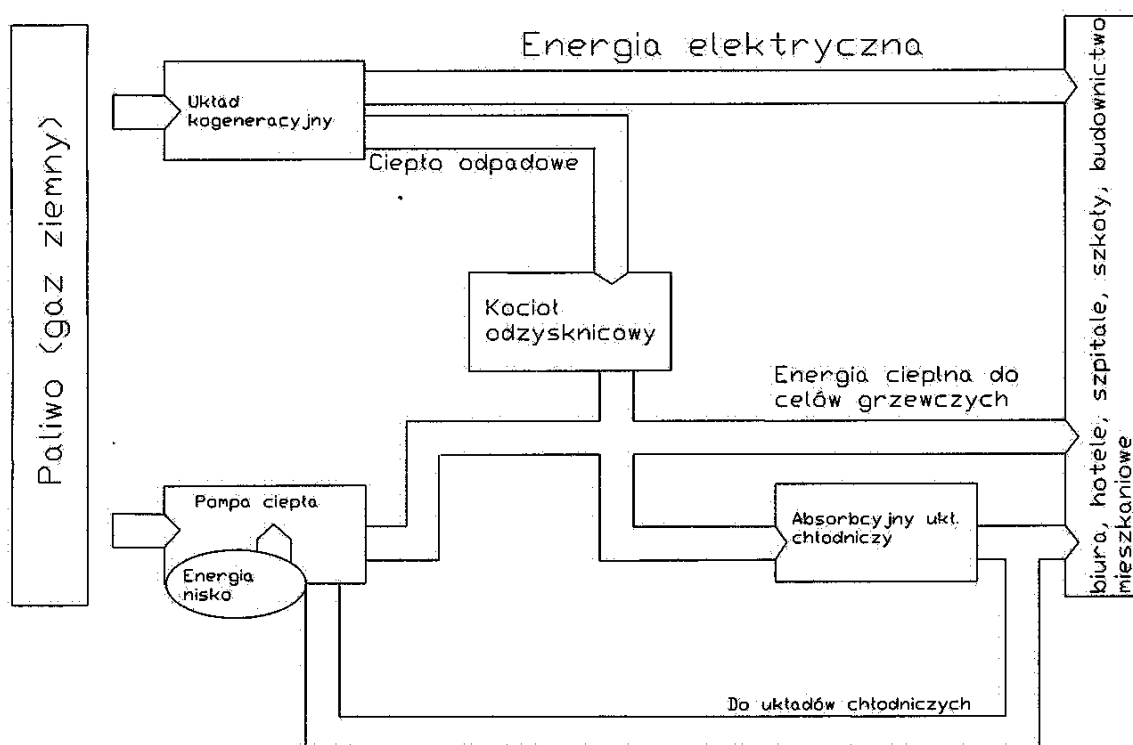 Paliwo (gaz ziemny)
Energia elektryczna
Układ
kogeneracyjny
Ciepło odpadowe
Kocioł
odzysknicowy
Energia cieplna do
celów grzewczych
Pompa ciepła
Energia
nisko
Absorbcyjny ukł.
chłodniczy
Do układów chłodniczych
biura, hotele, szpitale, szkoły, budownictwo
mieszkaniowe